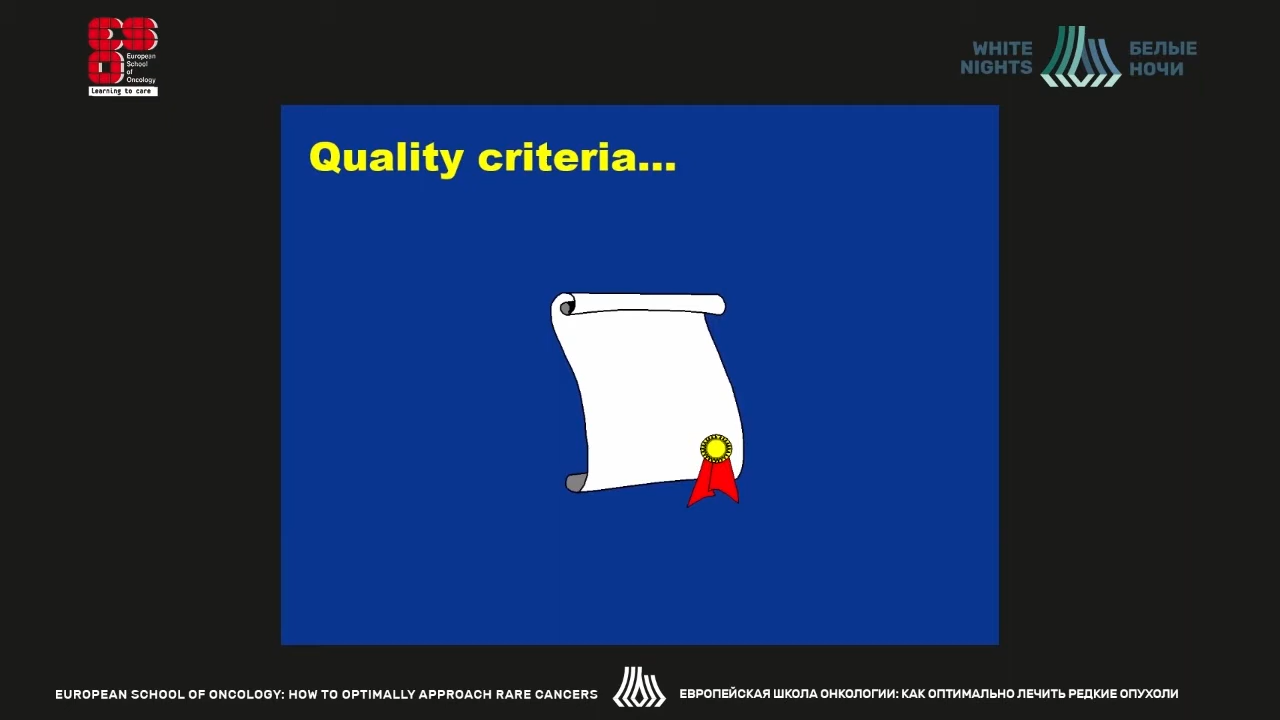 European
School
of
Oncology
Learning to care
WHITE
NIGHTS
БЕЛЫЕ
НОЧИ
Quality criteria...
EUROPEAN SCHOOL OF ONCOLOGY: HOW TO OPTIMALLY APPROACH RARE CANCERS
ЕВРОПЕЙСКАЯ ШКОЛА ОНКОЛОГИИ: КАК ОПТИМАЛЬНО ЛЕЧИТЬ РЕДКИЕ ОПУХОЛИ